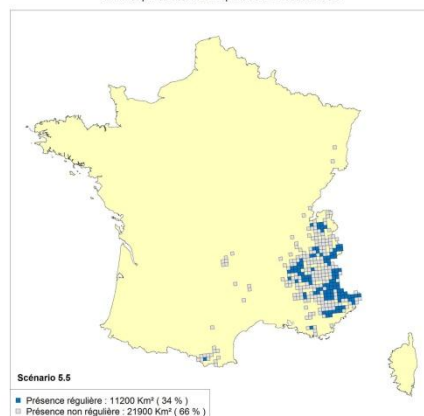 Scénario 5.5
Présence régulière : 11200 Km² ( 34 % )
Présence non régulière : 21900 Km² ( 66 % )